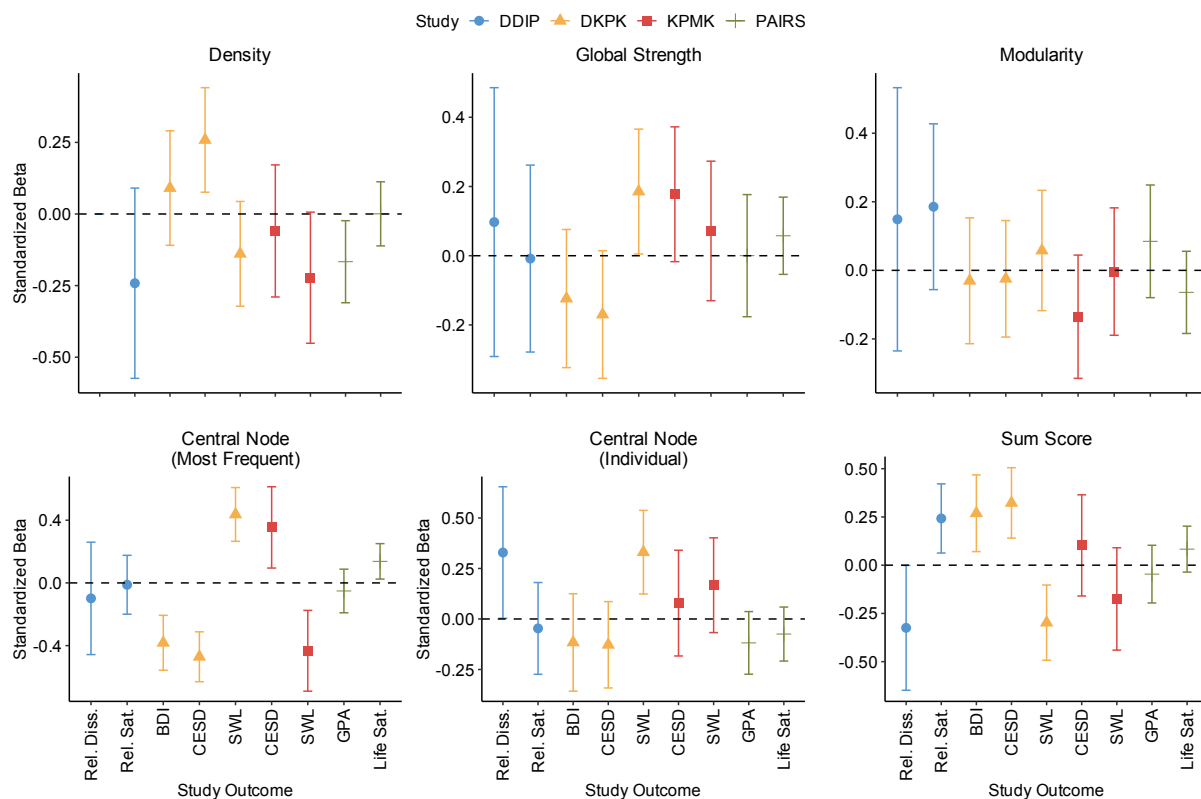 Study DDIP DKPK KPMK PAIRS
Density
Global Strength
Modularity
Standardized Beta
0.25
0.00
-0.25
-0.50
0.4
0.2
0.0
-0.2
0.4
0.2
0.0
-0.2
Central Node
(Most Frequent)
Central Node
(Individual)
Sum Score
Standardized Beta
0.4
0.0
-0.4
Standardized Beta
0.50
0.25
0.00
-0.25
0.50
0.25
0.00
-0.25
-0.50
Rel. Diss.
Rel. Sat.
BDI
CESD
SWL
CESD
SWL
GPA
Life Sat.
Rel. Diss.
Rel. Sat.
BDI
CESD
SWL
CESD
SWL
GPA
Life Sat.
Rel. Diss.
Rel. Sat.
BDI
CESD
SWL
CESD
SWL
GPA
Life Sat.
Study Outcome
Study Outcome
Study Outcome